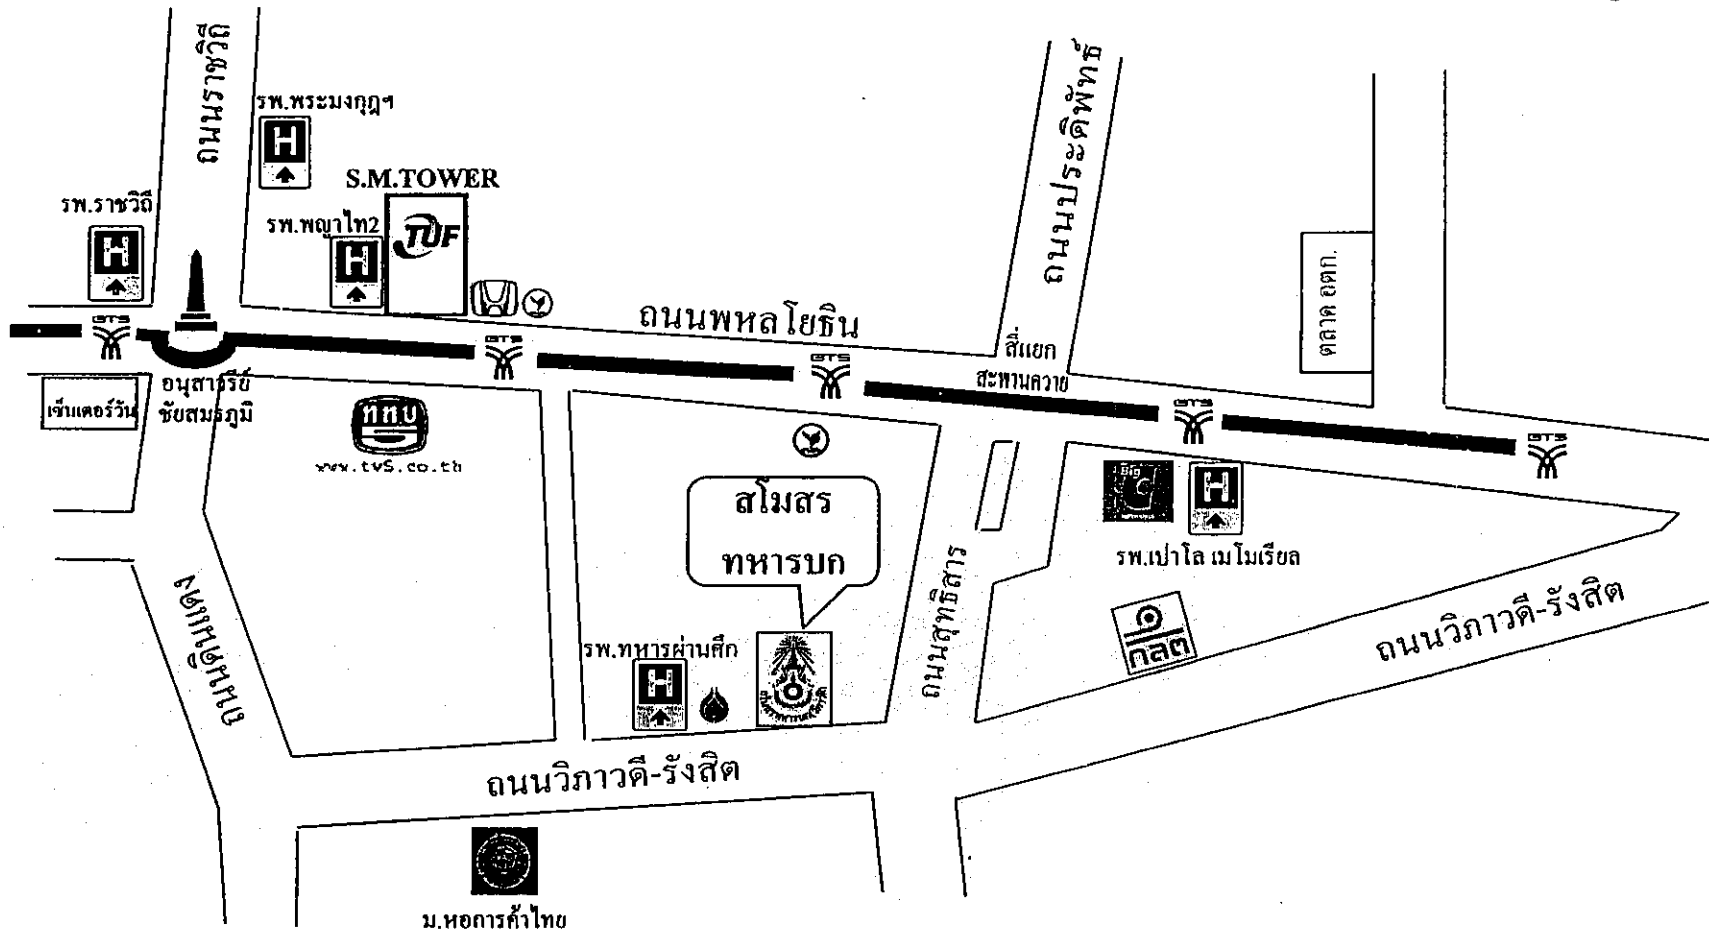 ถนนราชวิถี
รพ.พระมงกุฎฯ
รพ.ราชวิถี
S.M.TOWER
TUF
รพ.พญาไท2
ถนนพหลโยธิน
ถนนประดิพัทธ์
ตลาด อตก.
สี่แยก
สะพานควาย
BTS
BTS
BTS
BTS
BTS
อนุสาวรีย์
ชัยสมรภูมิ
เซ็นเตอร์วัน
ททบ
www.tv5.co.th
สโมสร
ทหารบก
Big C
รพ.เปาโล เมโมเรียล
ถนนดินแดง
รพ.ทหารผ่านศึก
ถนนสุทธิสาร
กลต
ถนนวิภาวดี-รังสิต
ถนนวิภาวดี-รังสิต
ม.หอการค้าไทย
H
H
H
H
H